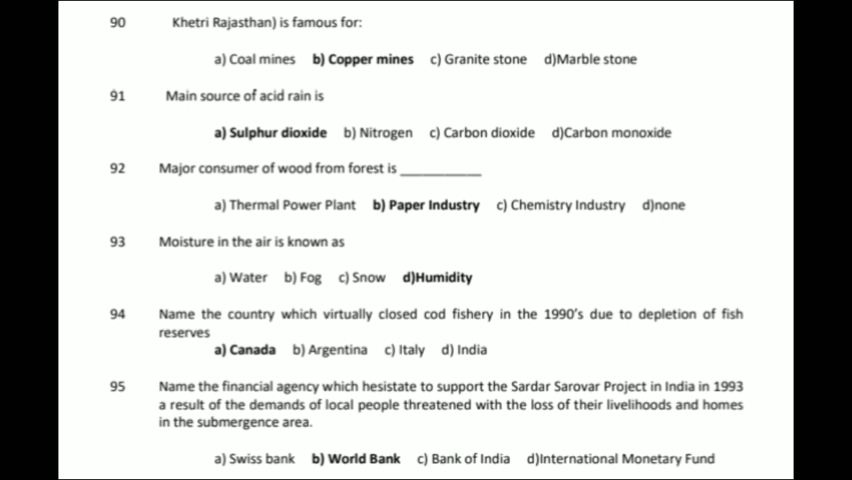 90 Khetri Rajasthan) is famous for:
a) Coal mines b) Copper mines c) Granite stone d)Marble stone
91 Main source of acid rain is
a) Sulphur dioxide b) Nitrogen c) Carbon dioxide d)Carbon monoxide
92 Major consumer of wood from forest is ____________
a) Thermal Power Plant b) Paper Industry c) Chemistry Industry d)none
93 Moisture in the air is known as
a) Water b) Fog c) Snow d)Humidity
94 Name the country which virtually closed cod fishery in the 1990's due to depletion of fish
reserves
a) Canada b) Argentina c) Italy d) India
95 Name the financial agency which hesistate to support the Sardar Sarovar Project in India in 1993
a result of the demands of local people threatened with the loss of their livelihoods and homes
in the submergence area.
a) Swiss bank b) World Bank c) Bank of India d)International Monetary Fund